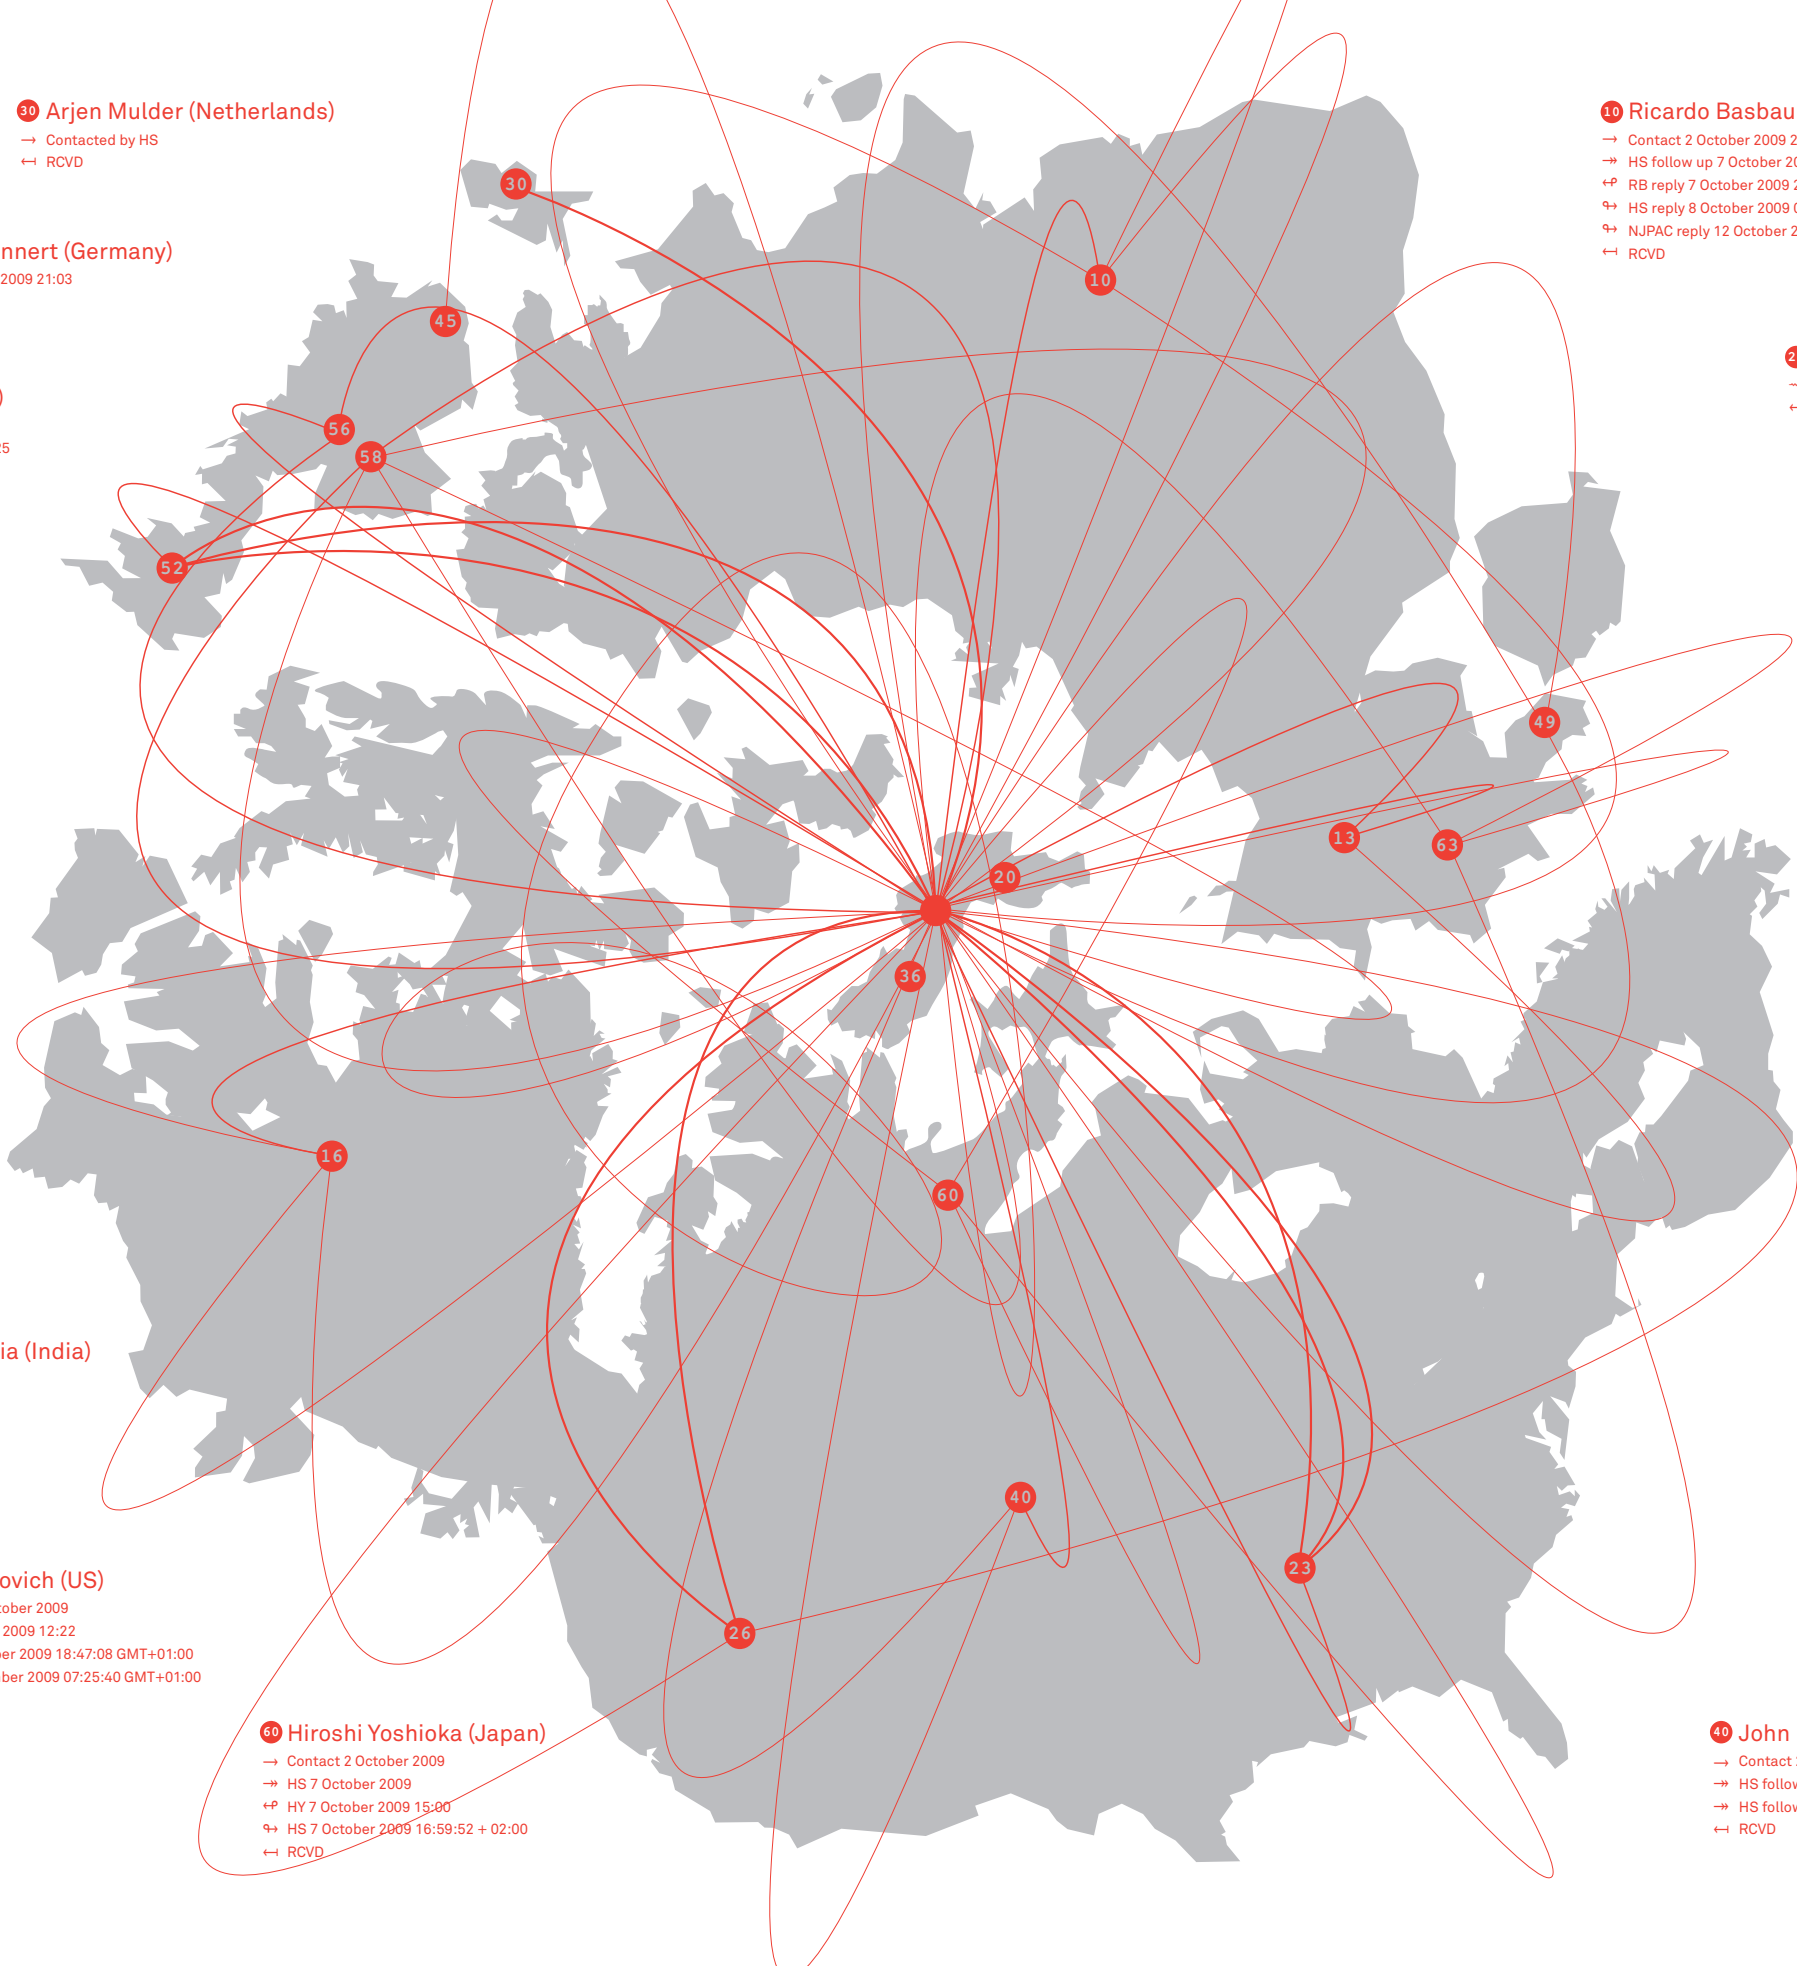 30 Arjen Mulder (Netherlands)
→ Contacted by HS
↤ RCVD
10 Ricardo Basbau
→ Contact 2 October 2009 2
↠ HS follow up 7 October 20
↫ RB reply 7 October 2009 2
↬ HS reply 8 October 2009 0
↬ NJPAC reply 12 October 2
↤ RCVD
nnert (Germany)
2009 21:03
2
)
25
30
10
45
56
58
52
49
13
63
20
36
16
60
40
23
26
ia (India)
ovich (US)
tober 2009
2009 12:22
er 2009 18:47:08 GMT+01:00
ber 2009 07:25:40 GMT+01:00
60 Hiroshi Yoshioka (Japan)
→ Contact 2 October 2009
↠ HS 7 October 2009
↫ HY 7 October 2009 15:00
↬ HS 7 October 2009 16:59:52 + 02:00
↤ RCVD
40 John
→ Contact
↠ HS follow
↠ HS follow
↤ RCVD